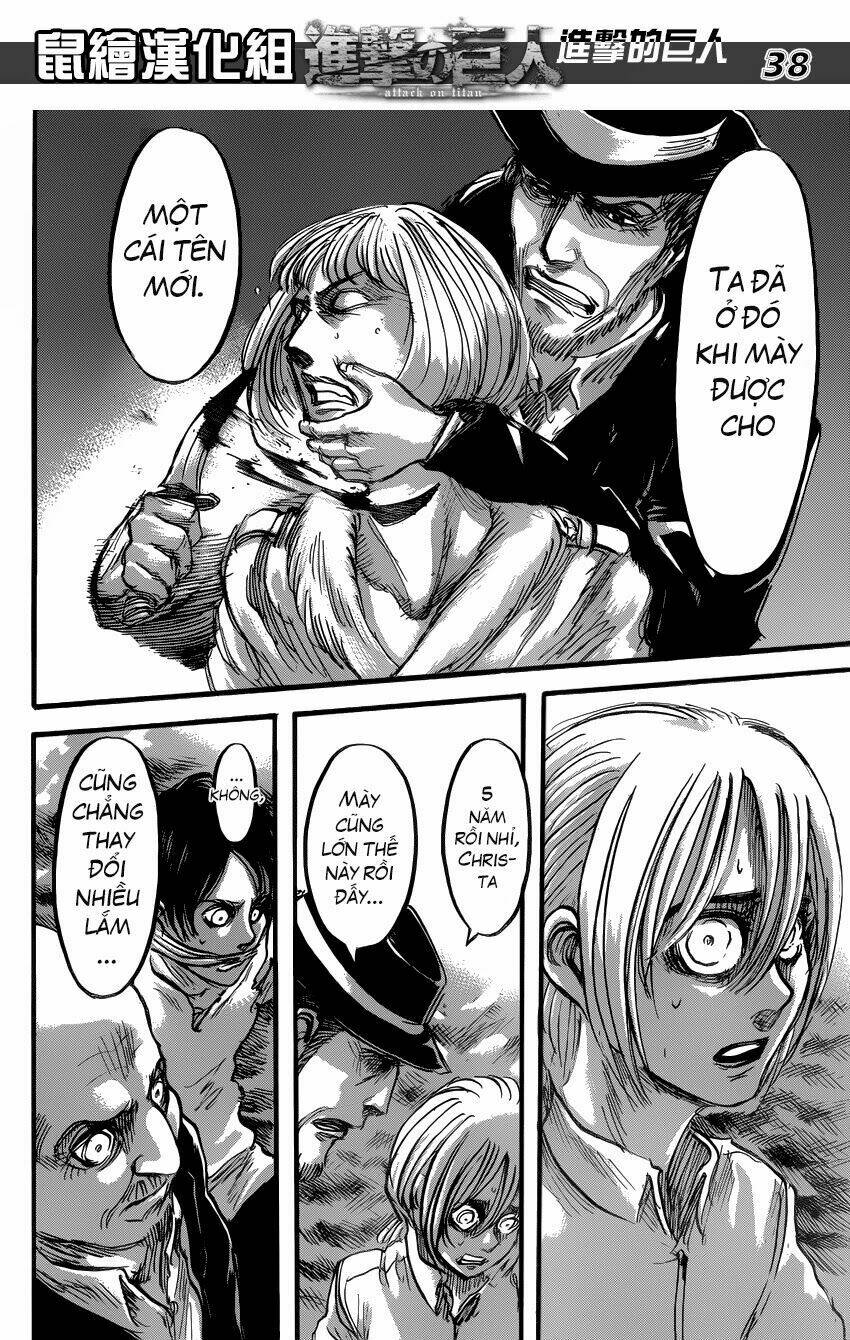 鼠繪漢化組
進撃の巨人
attack on titan
進擊的巨人
38
TA ĐÃ
Ở ĐÓ
KHI MÀY
ĐƯỢC
CHO
MỘT
CÁI TÊN
MỚI.
5
NĂM
RỒI NHỈ,
CHRIS-
TA
MÀY
CŨNG
LỚN THẾ
NÀY RỒI
ĐẤY...
...
KHÔNG,
CŨNG
CHẲNG
THAY
ĐỔI
NHIỀU
LẮM
...